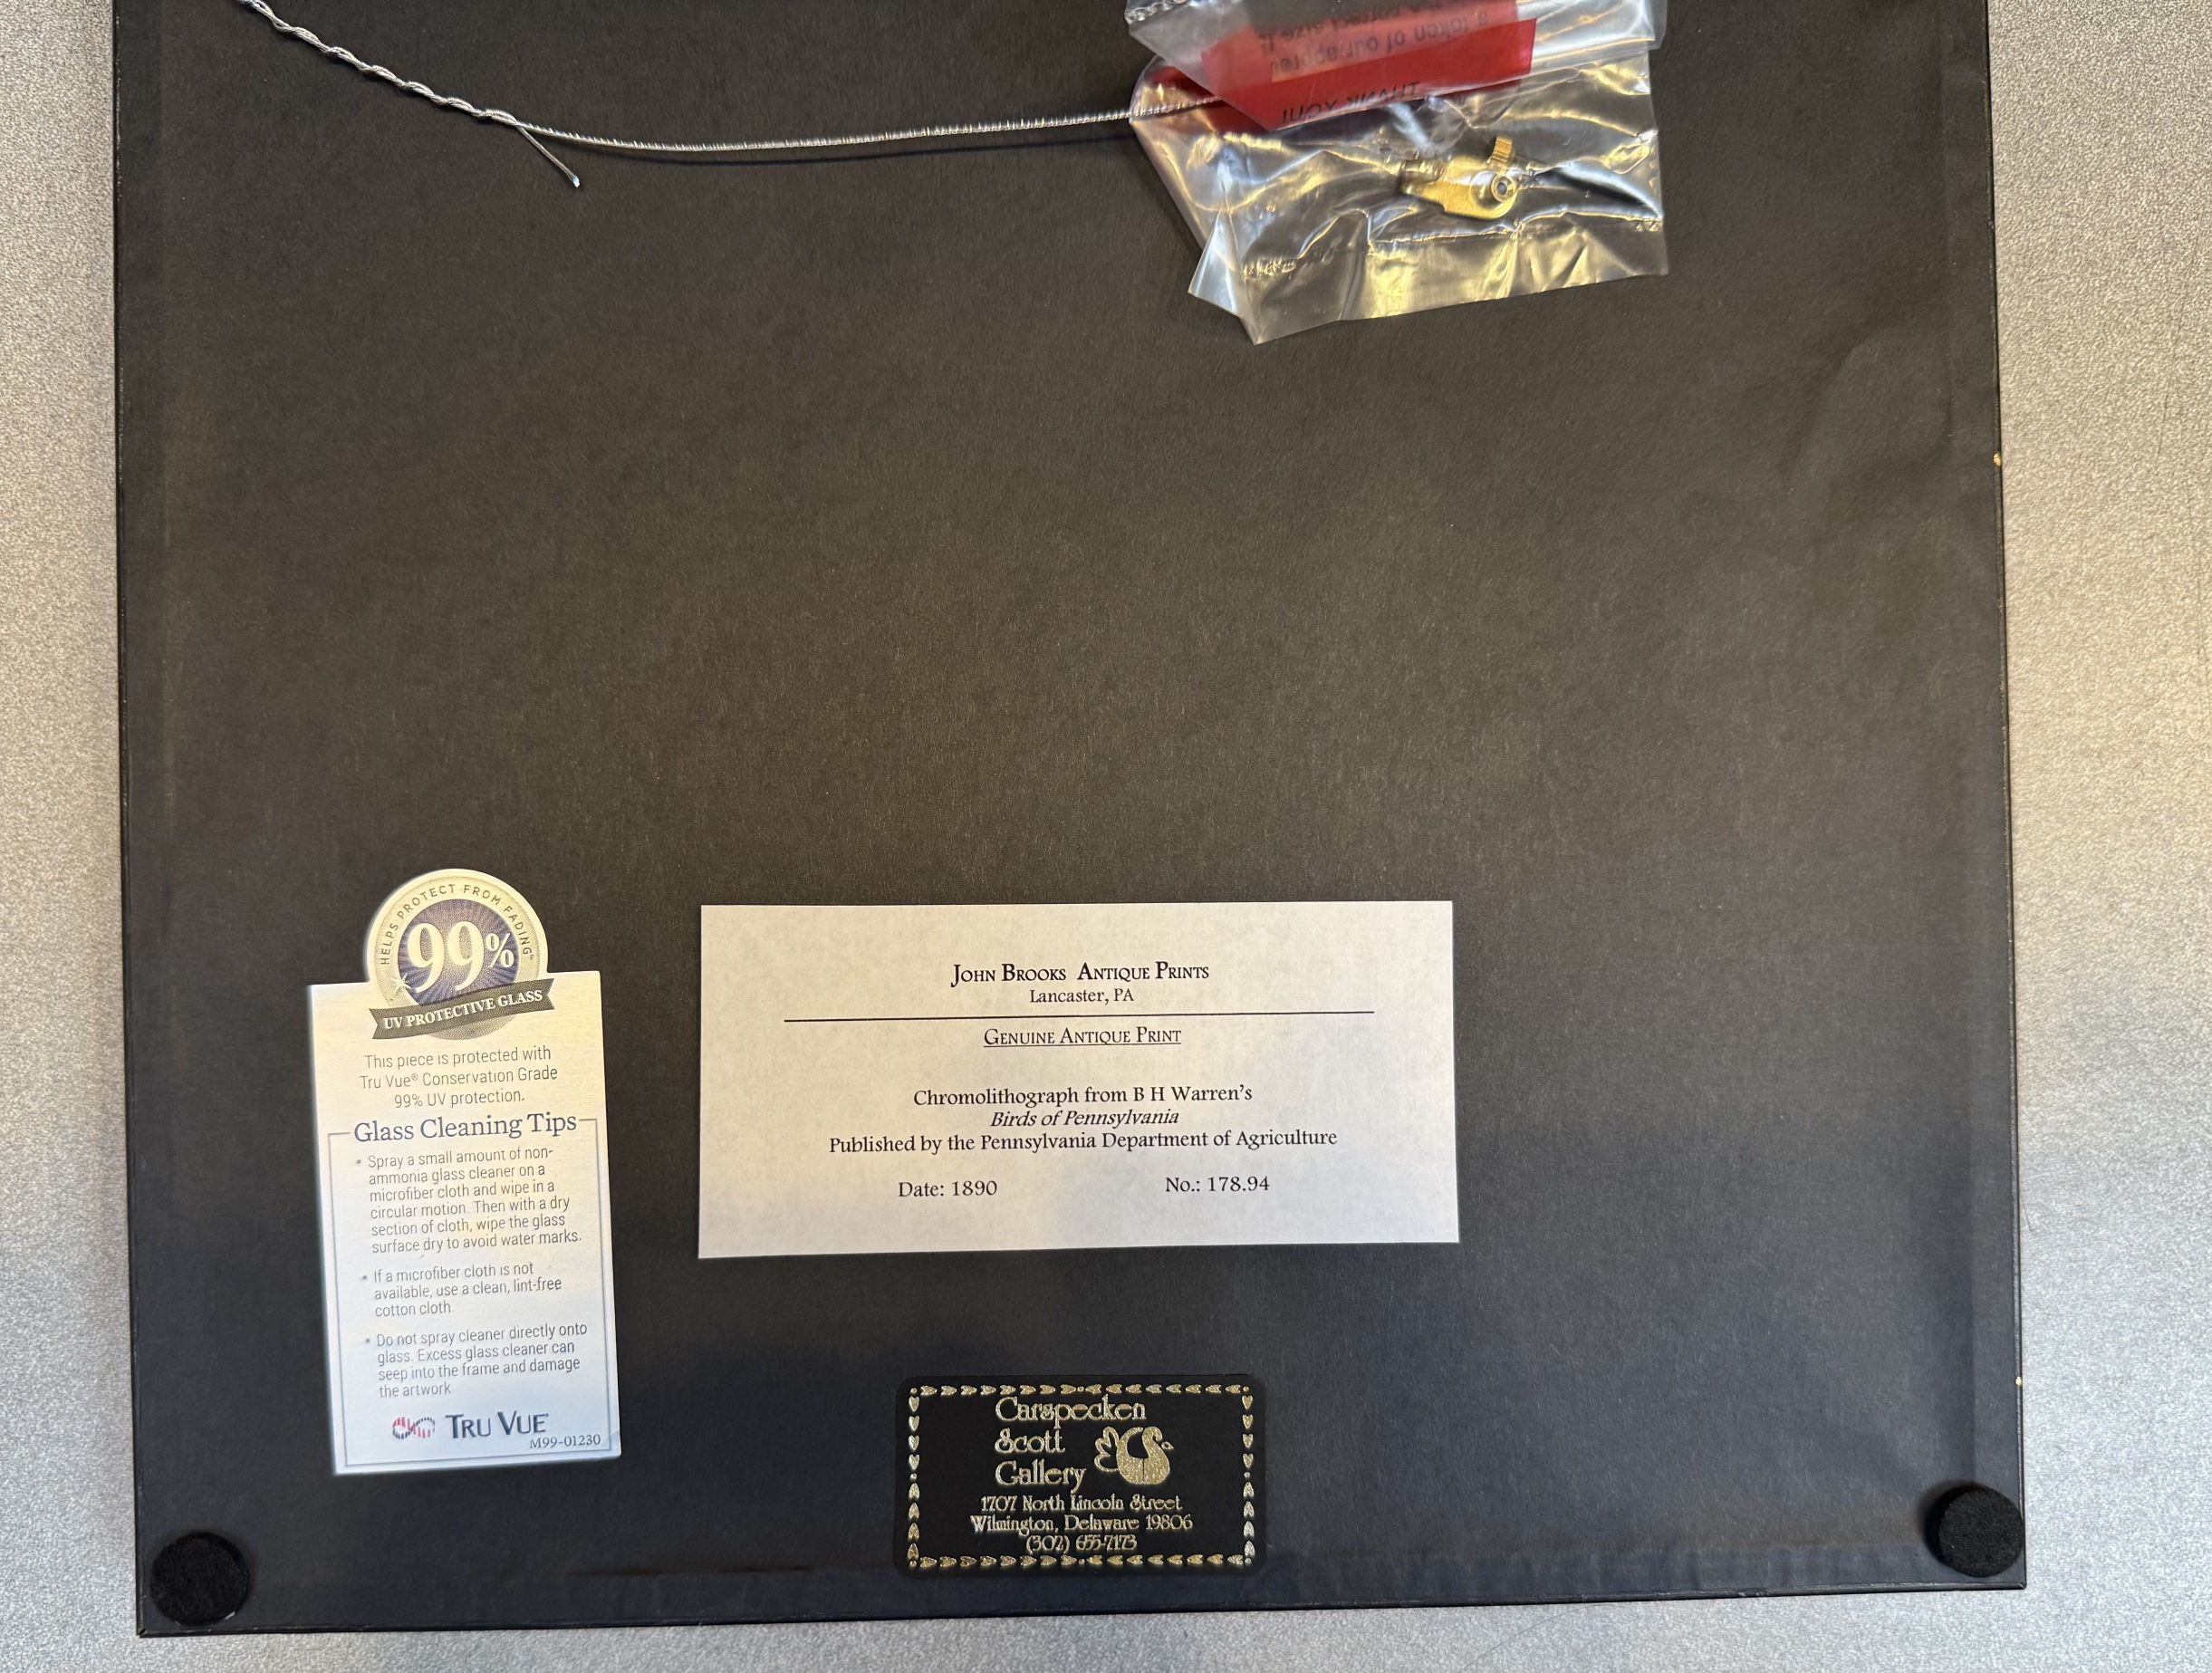 a token of our apprec
THANK YOU!
HELPS PROTECT FROM FADING
99%
UV PROTECTIVE GLASS
This piece is protected with
Tru Vue® Conservation Grade
99% UV protection.
Glass Cleaning Tips
• Spray a small amount of non-
ammonia glass cleaner on a
microfiber cloth and wipe in a
circular motion. Then with a dry
section of cloth, wipe the glass
surface dry to avoid water marks.
• If a microfiber cloth is not
available, use a clean, lint-free
cotton cloth.
• Do not spray cleaner directly onto
glass. Excess glass cleaner can
seep into the frame and damage
the artwork.
TRU VUE
M99-01230
JOHN BROOKS ANTIQUE PRINTS
Lancaster, PA
GENUINE ANTIQUE PRINT
Chromolithograph from B H Warren's
Birds of Pennsylvania
Published by the Pennsylvania Department of Agriculture
Date: 1890 No.: 178.94
Carspecken
Scott
Gallery
1707 North Lincoln Street
Wilmington, Delaware 19806
(302) 655-7173